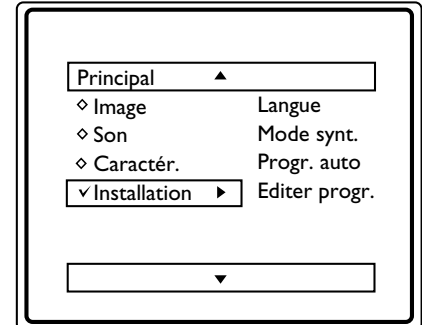 Principal ▲
◇ Image Langue
◇ Son Mode synt.
◇ Caractér. Progr. auto
✓ Installation ▶ Editer progr.
▼